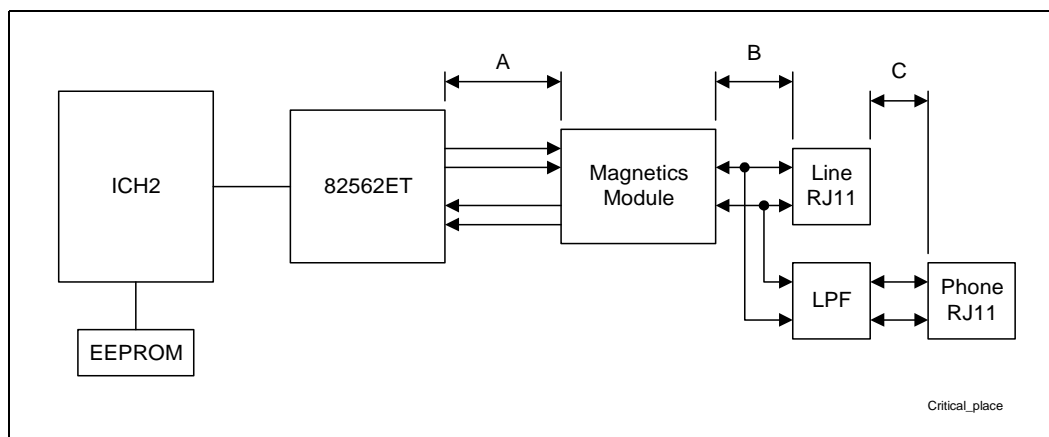 A
B
C
ICH2
82562ET
Magnetics
Module
Line
RJ11
LPF
Phone
RJ11
EEPROM
Critical_place